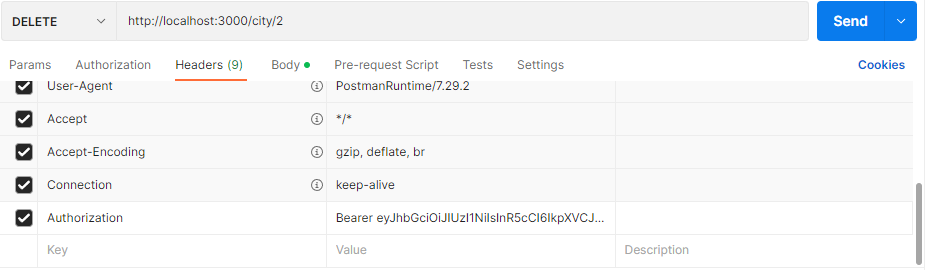 DELETE http://localhost:3000/city/2 Send
Params Authorization Headers (9) Body Pre-request Script Tests Settings Cookies
User-Agent PostmanRuntime/7.29.2
Accept */*
Accept-Encoding gzip, deflate, br
Connection keep-alive
Authorization Bearer eyJhbGciOiJIUzI1NiIsInR5cCI6IkpXVCJ...
Key Value Description